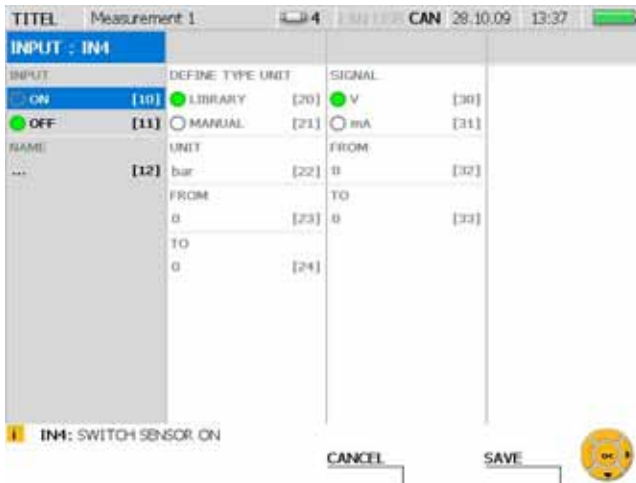 TITEL Measurement 1 4 CAN 28.10.09 13:37
INPUT : IN4
INPUT DEFINE TYPE UNIT SIGNAL
ON [10] LIBRARY [20] V [30]
OFF [11] MANUAL [21] mA [31]
NAME UNIT FROM
... [12] bar [22] 0 [32]
FROM TO
0 [23] 0 [33]
TO
0 [24]
i IN4: SWITCH SENSOR ON
CANCEL SAVE
OK